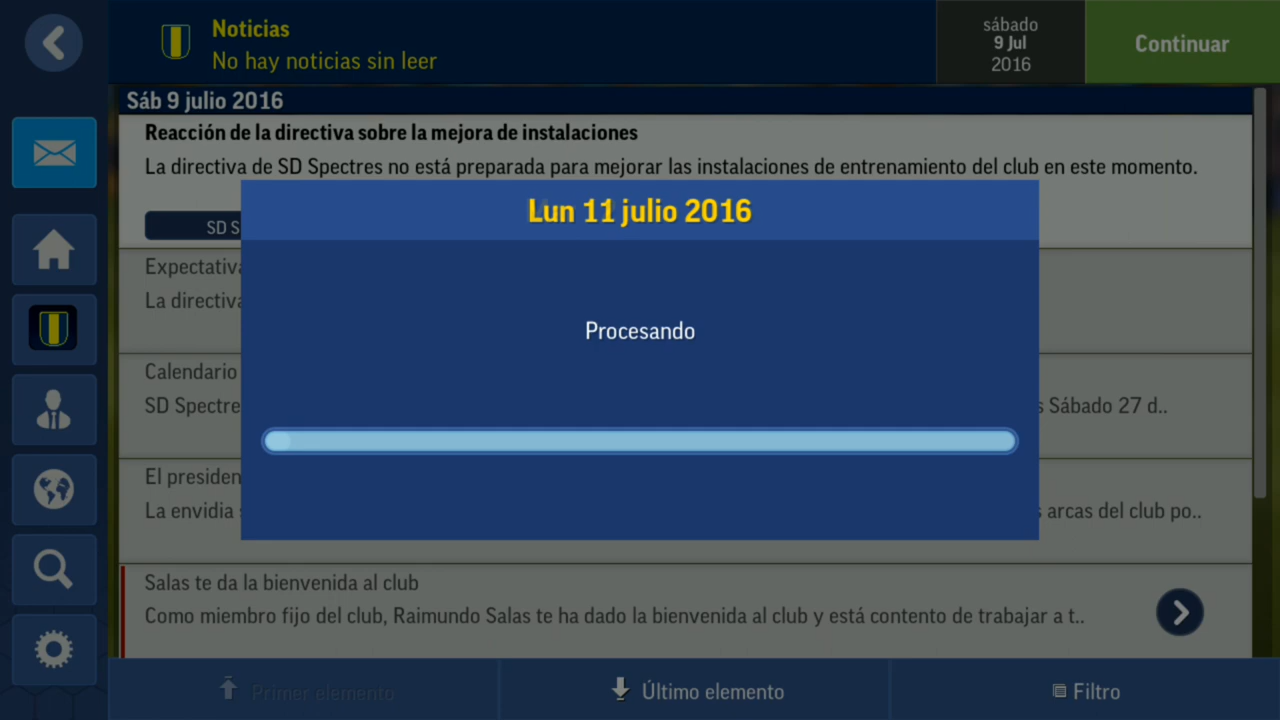 Noticias
No hay noticias sin leer
sábado
9 Jul
2016
Continuar
Sáb 9 julio 2016
Reacción de la directiva sobre la mejora de instalaciones
La directiva de SD Spectres no está preparada para mejorar las instalaciones de entrenamiento del club en este momento.
Lun 11 julio 2016
SD S
Expectativa
La directiva
Procesando
Calendario
SD Spectre s Sábado 27 d..
El presiden
La envidia s arcas del club po..
Salas te da la bienvenida al club
Como miembro fijo del club, Raimundo Salas te ha dado la bienvenida al club y está contento de trabajar a t..
Primer elemento
Último elemento
Filtro